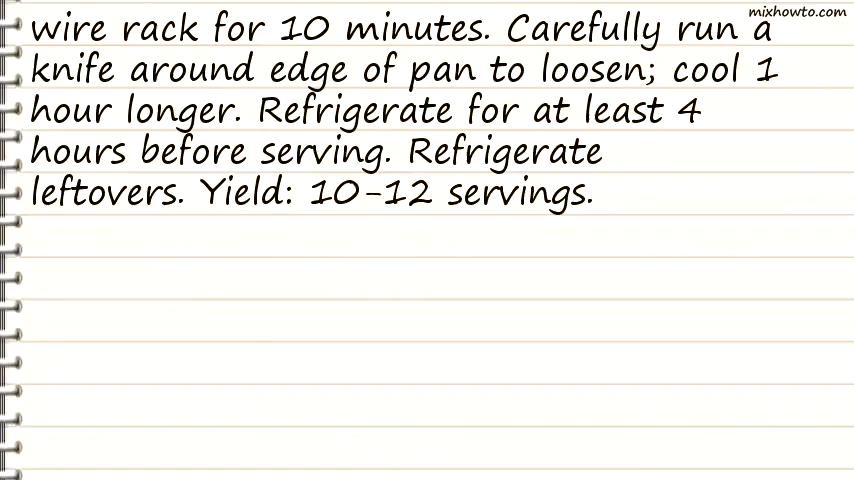 mixhowto.com
wire rack for 10 minutes. Carefully run a
knife around edge of pan to loosen; cool 1
hour longer. Refrigerate for at least 4
hours before serving. Refrigerate
leftovers. Yield: 10-12 servings.